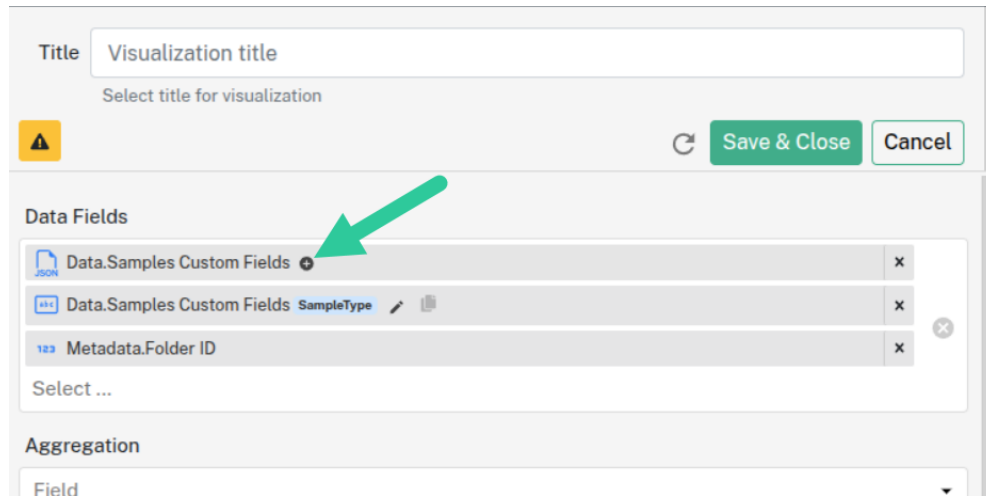 Title Visualization title
Select title for visualization
Save & Close Cancel
Data Fields
JSON Data.Samples Custom Fields
abc Data.Samples Custom Fields SampleType
123 Metadata.Folder ID
Select ...
Aggregation
Field